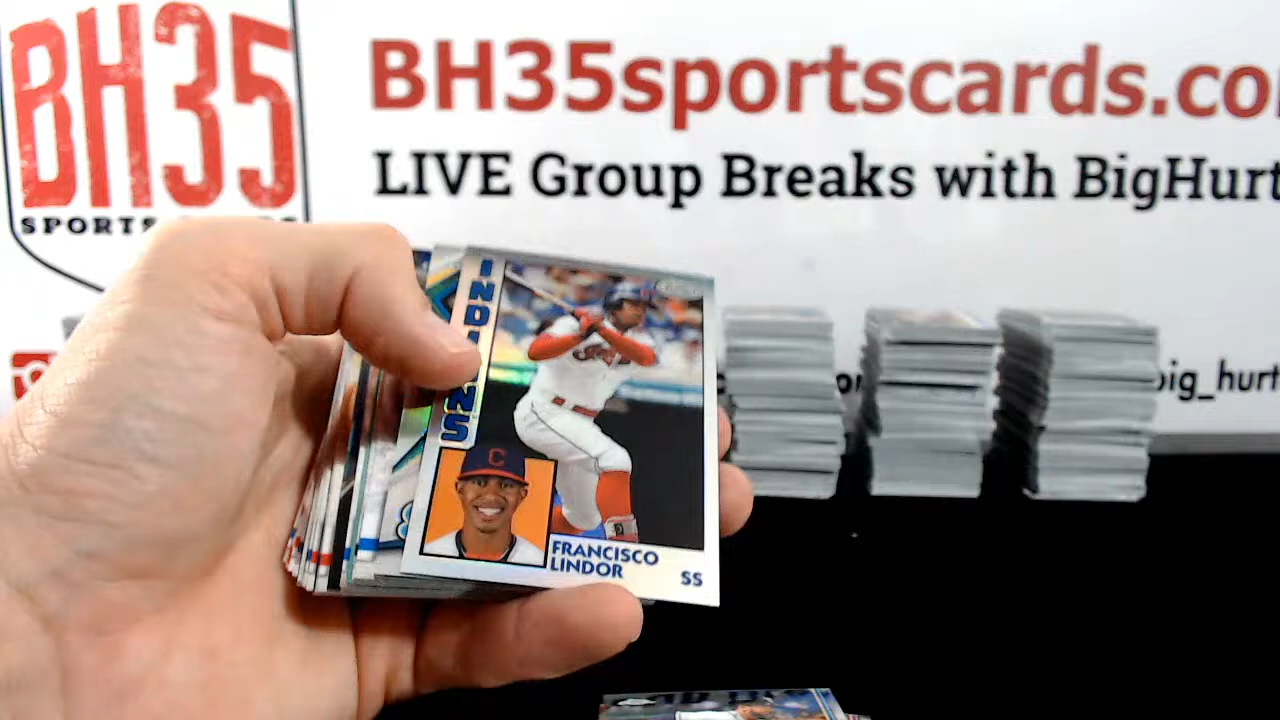 BH35
SPORTS
BH35sportscards.co
LIVE Group Breaks with BigHurt
big_hurt
INDIANS
C
FRANCISCO
LINDOR
SS